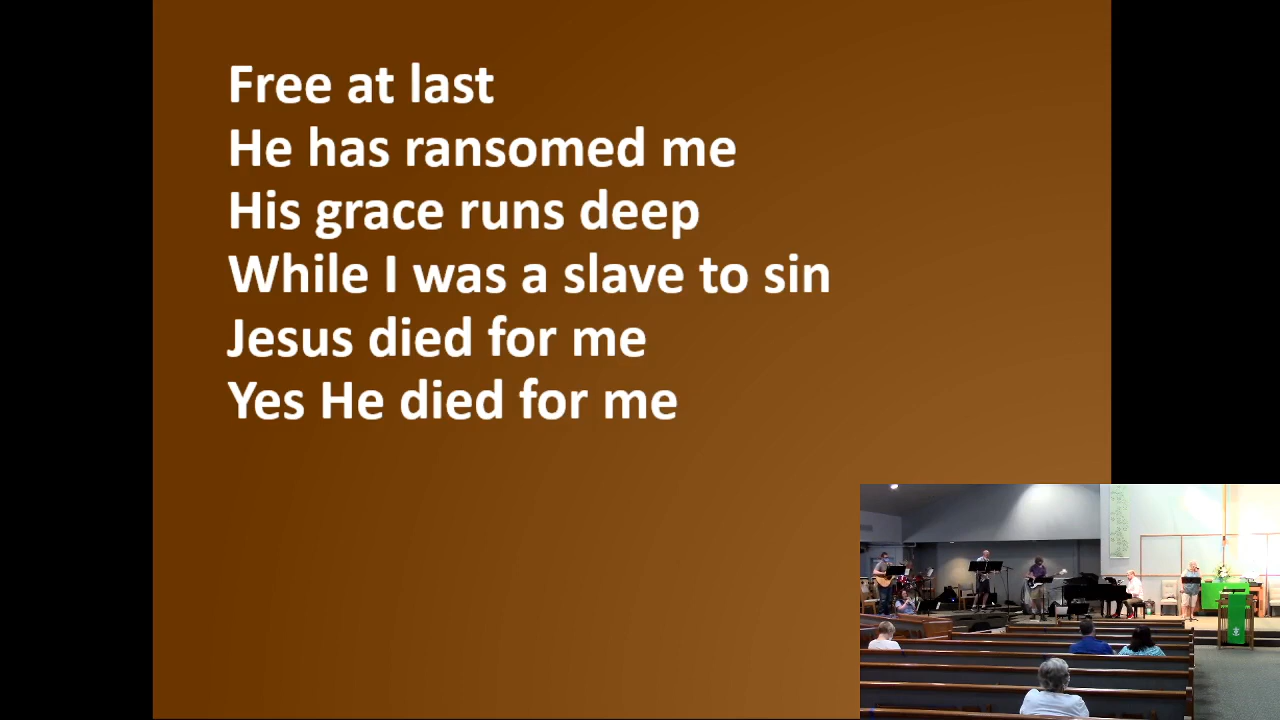 Free at last
He has ransomed me
His grace runs deep
While I was a slave to sin
Jesus died for me
Yes He died for me